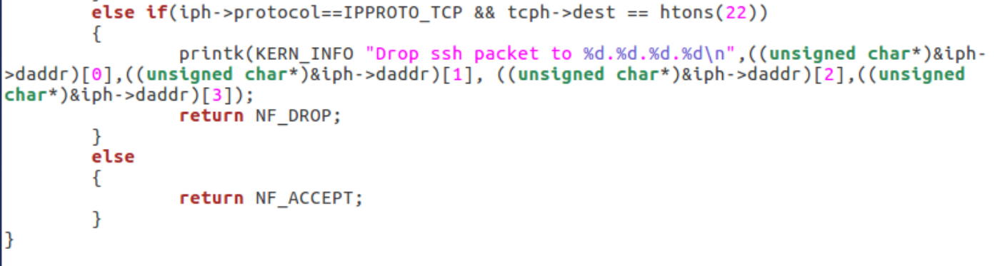 else if(iph->protocol==IPPROTO_TCP && tcph->dest == htons(22))
{
printk(KERN_INFO "Drop ssh packet to %d.%d.%d.%d\n",((unsigned char*)&iph-
>daddr)[0],((unsigned char*)&iph->daddr)[1], ((unsigned char*)&iph->daddr)[2],((unsigned
char*)&iph->daddr)[3]);
return NF_DROP;
}
else
{
return NF_ACCEPT;
}
}